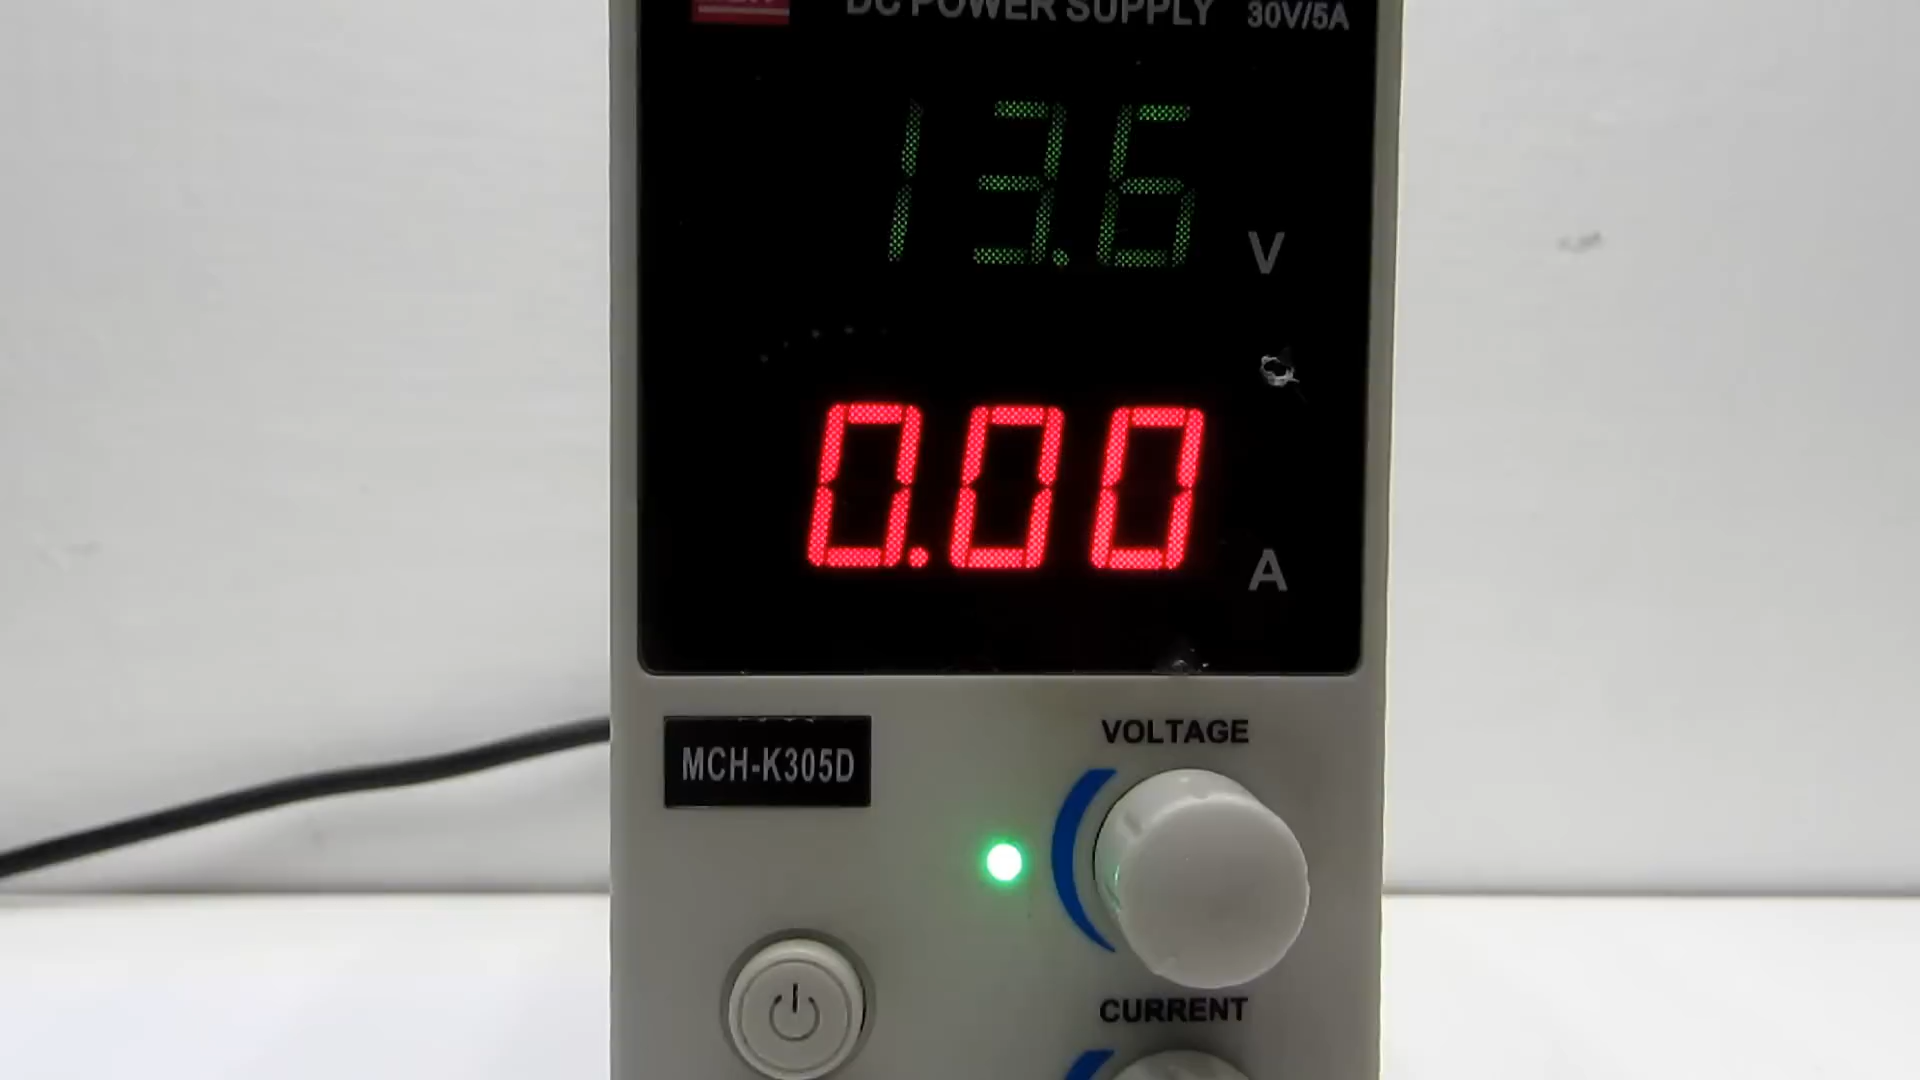 DC POWER SUPPLY 30V/5A
13.6 V
0.00 A
MCH-K305D
VOLTAGE
CURRENT